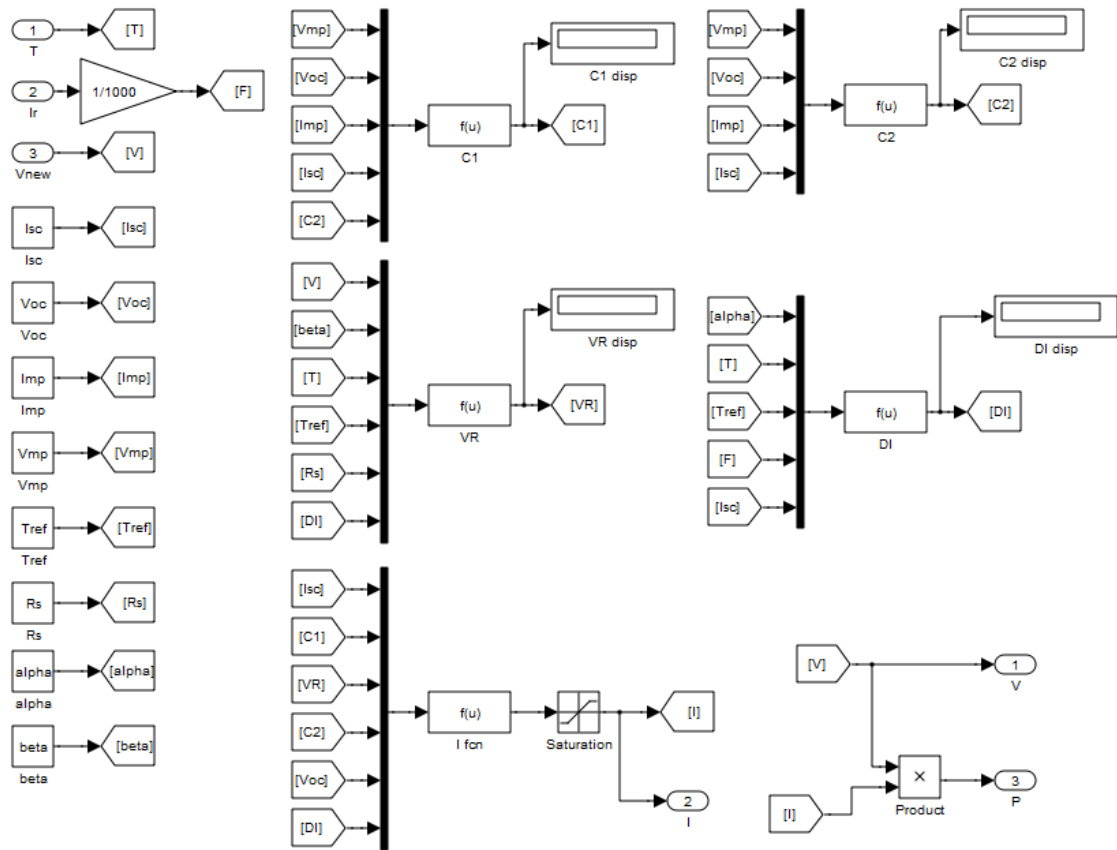 1
[T]
T
2
1/1000
[F]
Ir
3
[V]
Vnew
Isc
[Isc]
Isc
Voc
[Voc]
Voc
Imp
[Imp]
Imp
Vmp
[Vmp]
Vmp
Tref
[Tref]
Tref
Rs
[Rs]
Rs
alpha
[alpha]
alpha
beta
[beta]
beta
[Vmp]
[Voc]
[Imp]
[Isc]
[C2]
f(u)
C1
C1 disp
[C1]
[Vmp]
[Voc]
[Imp]
[Isc]
f(u)
C2
C2 disp
[C2]
[V]
[beta]
[T]
[Tref]
[Rs]
[DI]
f(u)
VR
VR disp
[VR]
[alpha]
[T]
[Tref]
[F]
[Isc]
f(u)
DI
DI disp
[DI]
[Isc]
[C1]
[VR]
[C2]
[Voc]
[DI]
f(u)
I fcn
Saturation
[I]
2
I
[V]
1
V
[I]
×
Product
3
P